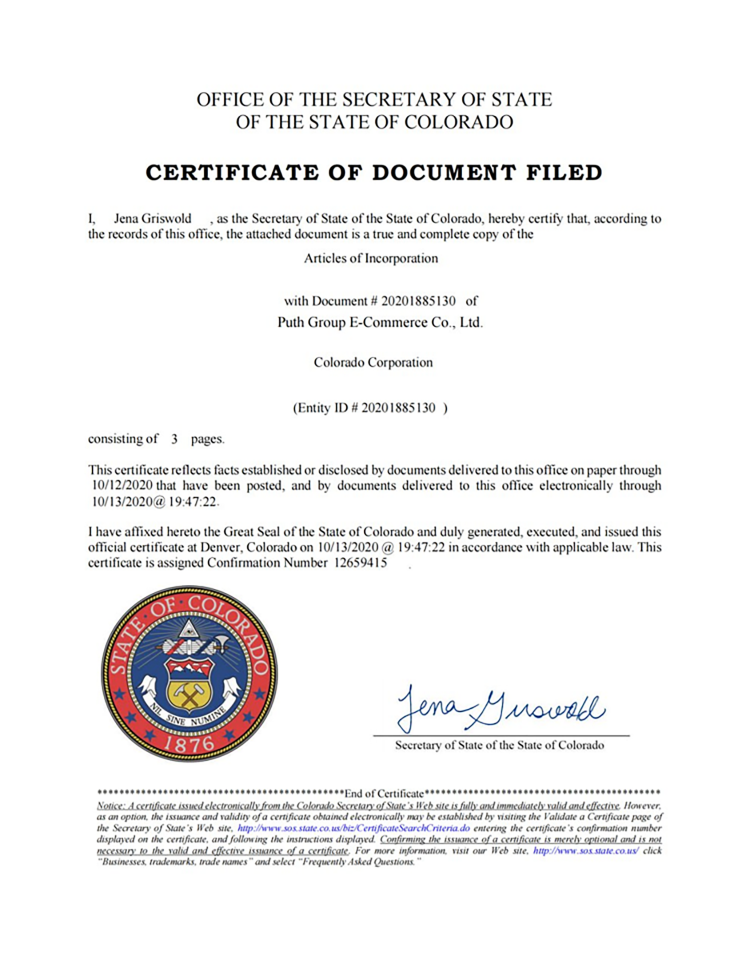 OFFICE OF THE SECRETARY OF STATE
OF THE STATE OF COLORADO
CERTIFICATE OF DOCUMENT FILED
I, Jena Griswold , as the Secretary of State of the State of Colorado, hereby certify that, according to
the records of this office, the attached document is a true and complete copy of the
Articles of Incorporation
with Document # 20201885130 of
Puth Group E-Commerce Co., Ltd.
Colorado Corporation
(Entity ID # 20201885130 )
consisting of 3 pages.
This certificate reflects facts established or disclosed by documents delivered to this office on paper through
10/12/2020 that have been posted, and by documents delivered to this office electronically through
10/13/2020@ 19:47:22.
I have affixed hereto the Great Seal of the State of Colorado and duly generated, executed, and issued this
official certificate at Denver, Colorado on 10/13/2020 @ 19:47:22 in accordance with applicable law. This
certificate is assigned Confirmation Number 12659415 .
STATE OF COLORADO
NIL SINE NUMINE
1876
Jena Griswold
Secretary of State of the State of Colorado
*********************************************End of Certificate*******************************************
Notice: A certificate issued electronically from the Colorado Secretary of State's Web site is fully and immediately valid and effective. However,
as an option, the issuance and validity of a certificate obtained electronically may be established by visiting the Validate a Certificate page of
the Secretary of State's Web site, http://www.sos.state.co.us/biz/CertificateSearchCriteria.do entering the certificate's confirmation number
displayed on the certificate, and following the instructions displayed. Confirming the issuance of a certificate is merely optional and is not
necessary to the valid and effective issuance of a certificate. For more information, visit our Web site, http://www.sos.state.co.us/ click
"Businesses, trademarks, trade names" and select "Frequently Asked Questions."